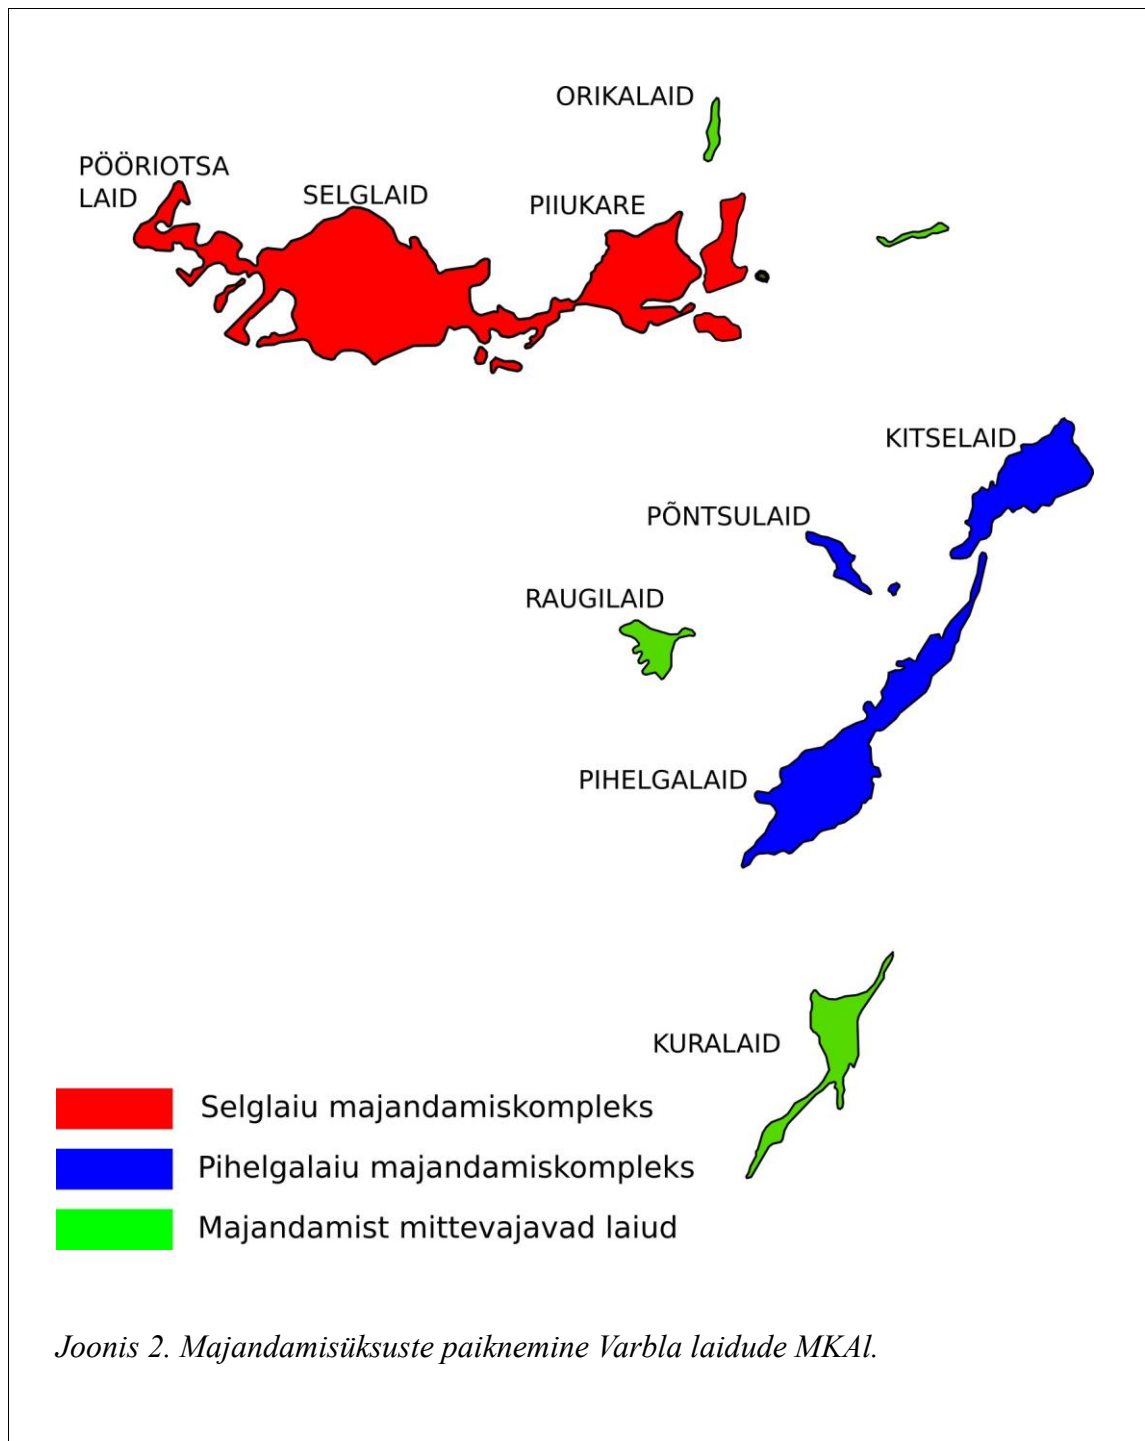 ORIKALAID
PÖÖRIOTSA
LAID
SELGLAID
PIIUKARE
KITSELAID
PÕNTSULAID
RAUGILAID
PIHELGALAID
KURALAID
Selglaiu majandamiskompleks
Pihelgalaiu majandamiskompleks
Majandamist mittevajavad laiud
Joonis 2. Majandamisüksuste paiknemine Varbla laidude MKAl.